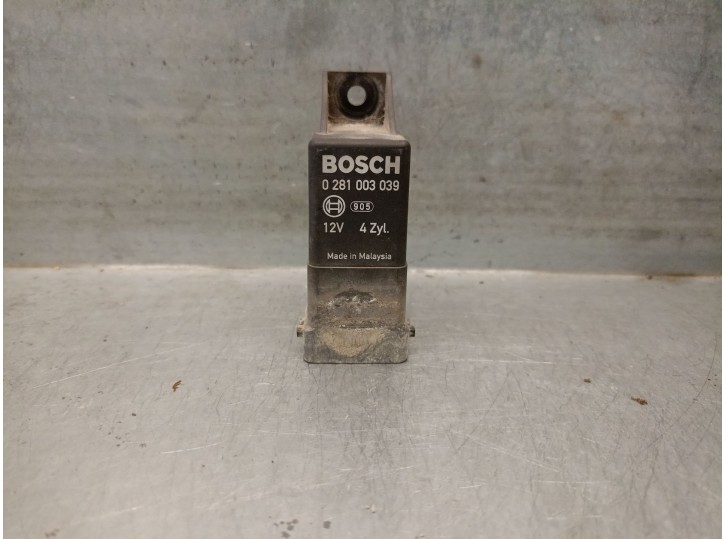 BOSCH
0 281 003 039
905
12V 4 Zyl.
Made in Malaysia